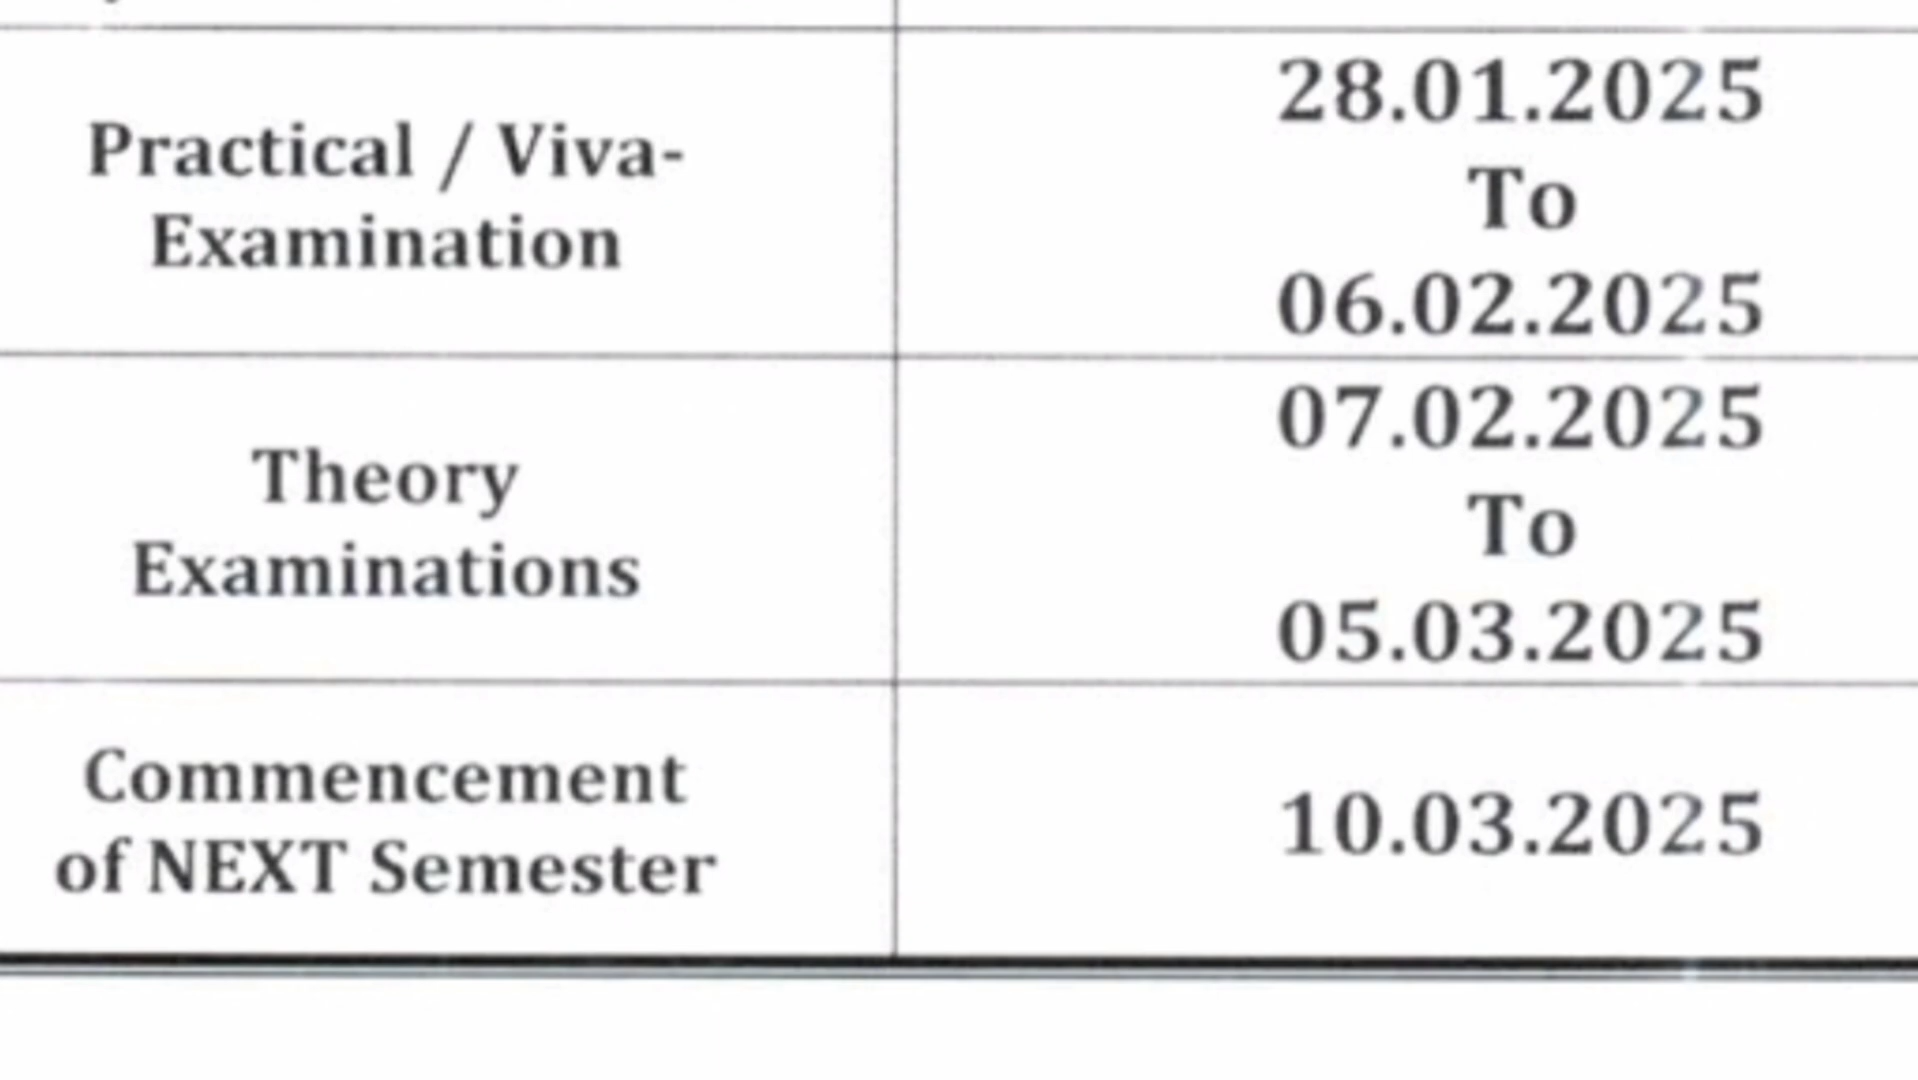 Practical / Viva-
Examination
28.01.2025
To
06.02.2025
Theory
Examinations
07.02.2025
To
05.03.2025
Commencement
of NEXT Semester
10.03.2025